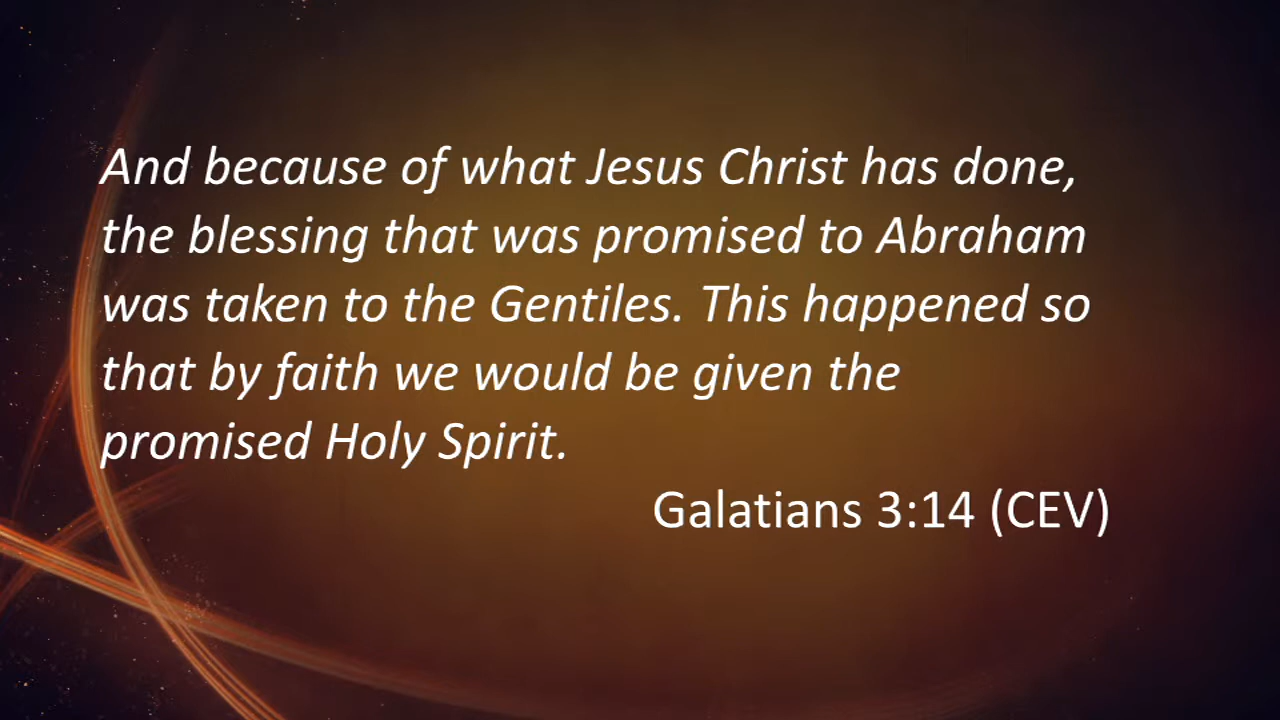 And because of what Jesus Christ has done,
the blessing that was promised to Abraham
was taken to the Gentiles. This happened so
that by faith we would be given the
promised Holy Spirit.
Galatians 3:14 (CEV)